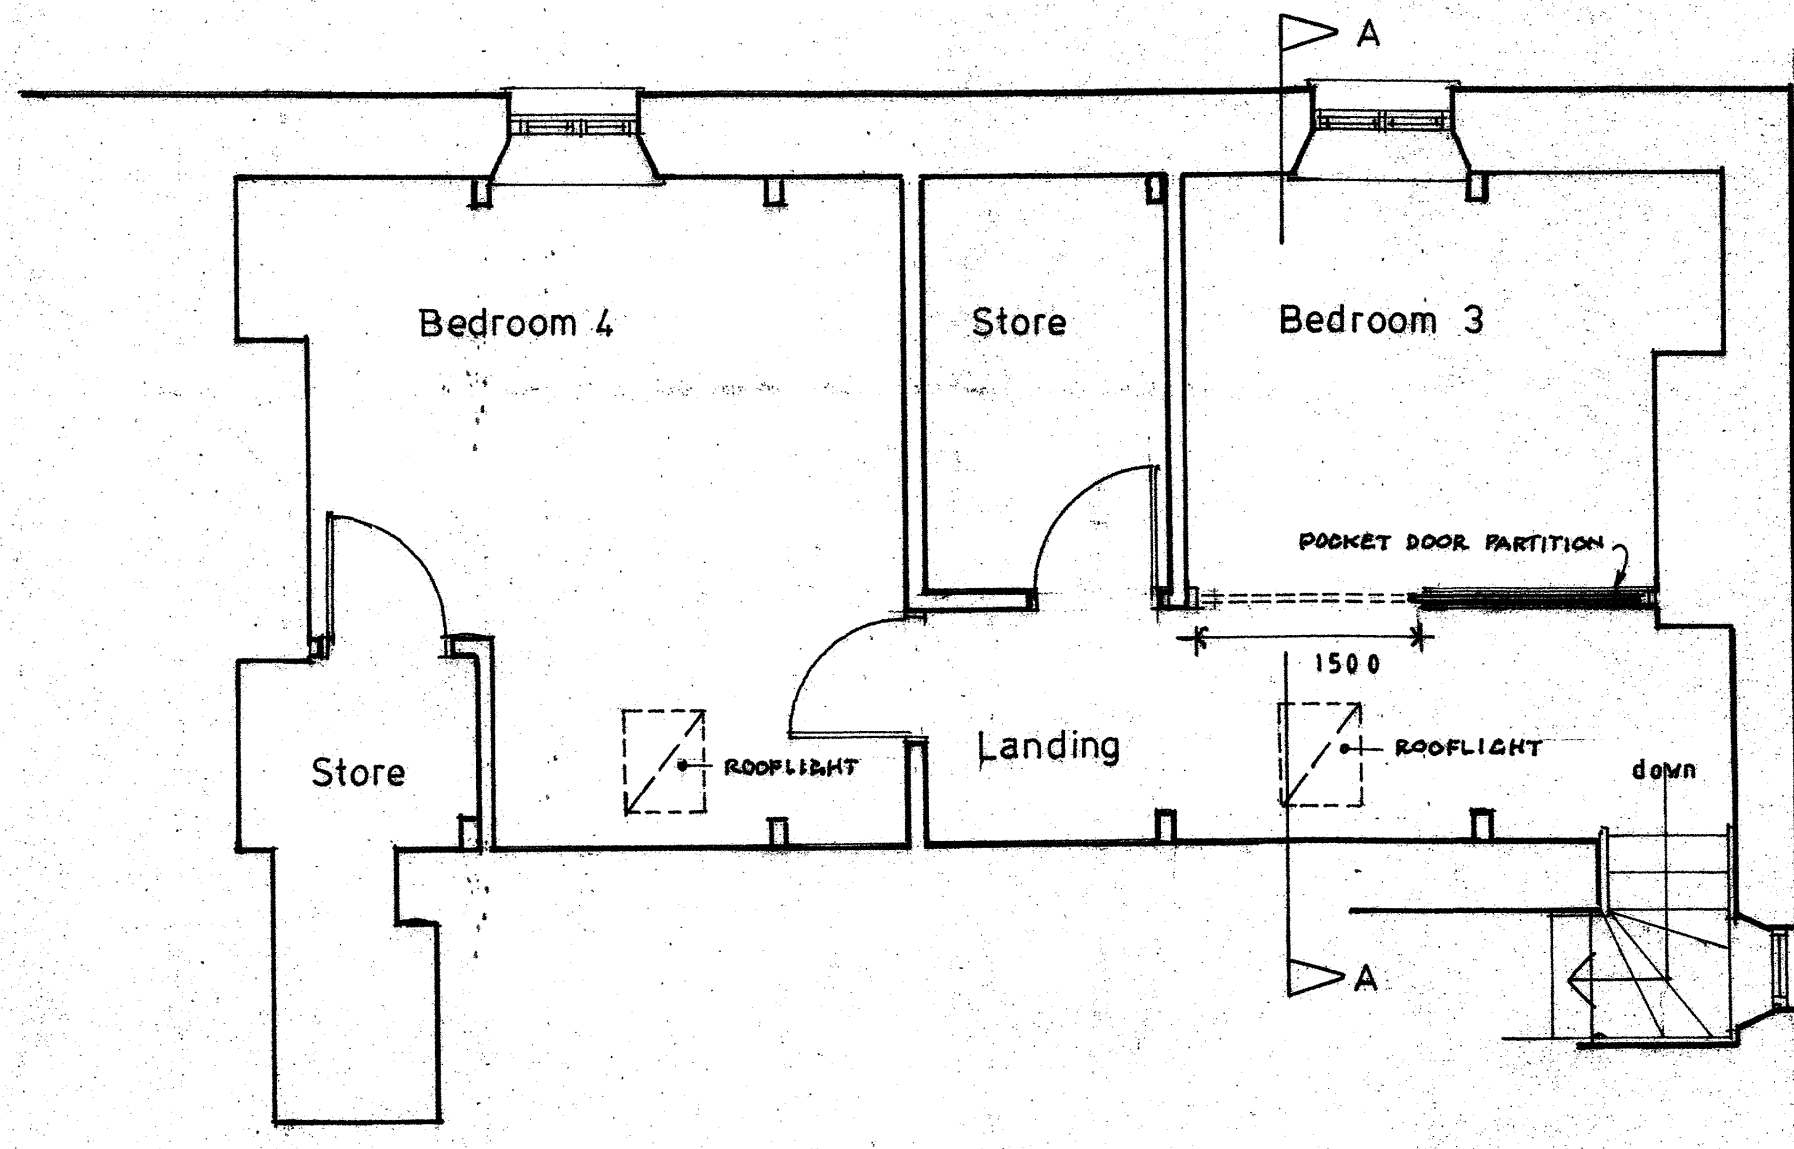 A
Bedroom 4
Store
Bedroom 3
POCKET DOOR PARTITION
1500
Landing
ROOFLIGHT
ROOFLIGHT
Store
down
A